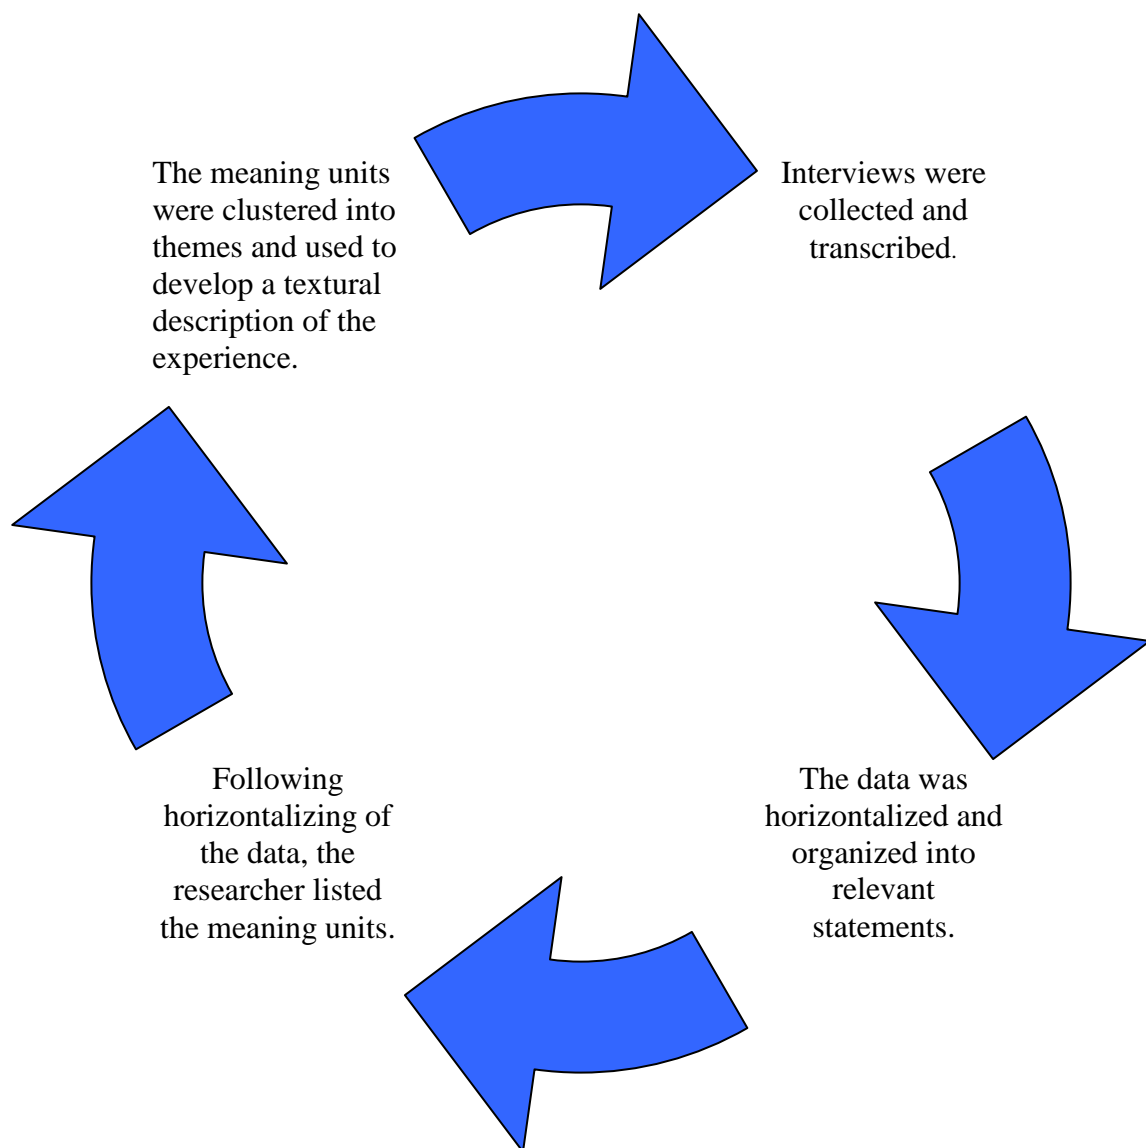 The meaning units
were clustered into
themes and used to
develop a textural
description of the
experience.
Interviews were
collected and
transcribed.
Following
horizontalizing of
the data, the
researcher listed
the meaning units.
The data was
horizontalized and
organized into
relevant
statements.